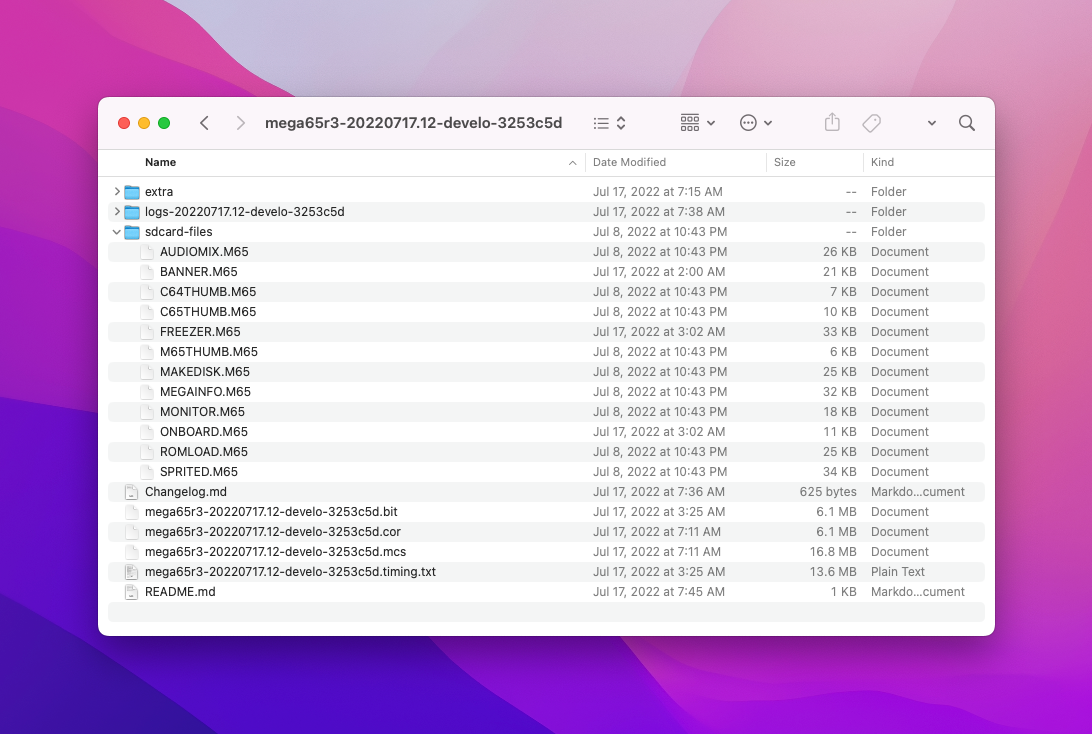 mega65r3-20220717.12-develo-3253c5d
Name Date Modified Size Kind
extra Jul 17, 2022 at 7:15 AM -- Folder
logs-20220717.12-develo-3253c5d Jul 17, 2022 at 7:38 AM -- Folder
sdcard-files Jul 8, 2022 at 10:43 PM -- Folder
AUDIOMIX.M65 Jul 8, 2022 at 10:43 PM 26 KB Document
BANNER.M65 Jul 17, 2022 at 2:00 AM 21 KB Document
C64THUMB.M65 Jul 8, 2022 at 10:43 PM 7 KB Document
C65THUMB.M65 Jul 8, 2022 at 10:43 PM 10 KB Document
FREEZER.M65 Jul 17, 2022 at 3:02 AM 33 KB Document
M65THUMB.M65 Jul 8, 2022 at 10:43 PM 6 KB Document
MAKEDISK.M65 Jul 8, 2022 at 10:43 PM 25 KB Document
MEGAINFO.M65 Jul 8, 2022 at 10:43 PM 32 KB Document
MONITOR.M65 Jul 8, 2022 at 10:43 PM 18 KB Document
ONBOARD.M65 Jul 17, 2022 at 3:02 AM 11 KB Document
ROMLOAD.M65 Jul 8, 2022 at 10:43 PM 25 KB Document
SPRITED.M65 Jul 8, 2022 at 10:43 PM 34 KB Document
Changelog.md Jul 17, 2022 at 7:36 AM 625 bytes Markdo...cument
mega65r3-20220717.12-develo-3253c5d.bit Jul 17, 2022 at 3:25 AM 6.1 MB Document
mega65r3-20220717.12-develo-3253c5d.cor Jul 17, 2022 at 7:11 AM 6.1 MB Document
mega65r3-20220717.12-develo-3253c5d.mcs Jul 17, 2022 at 7:11 AM 16.8 MB Document
mega65r3-20220717.12-develo-3253c5d.timing.txt Jul 17, 2022 at 3:25 AM 13.6 MB Plain Text
README.md Jul 17, 2022 at 7:45 AM 1 KB Markdo...cument